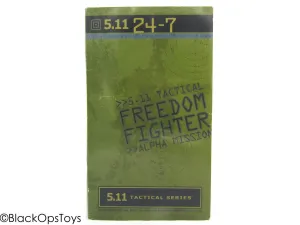 5.11 24-7
>>5.11 TACTICAL
FREEDOM
FIGHTER
>>ALPHA MISSION
5.11 TACTICAL SERIES
©BlackOpsToys